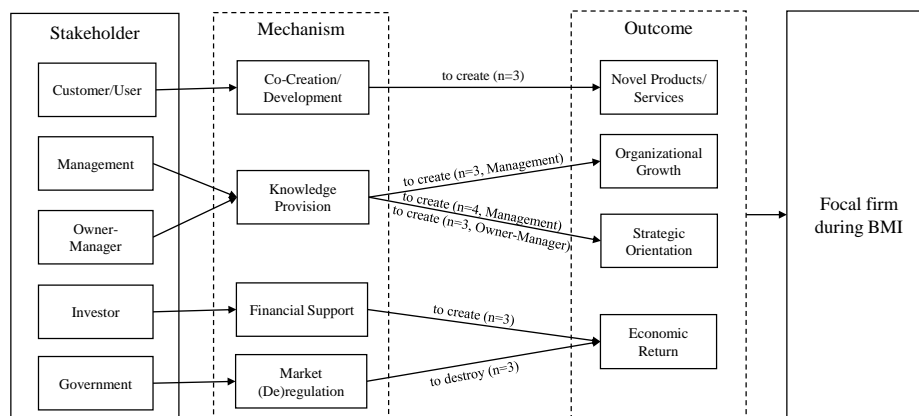 Stakeholder
Mechanism
Outcome
Customer/User
Co-Creation/
Development
to create (n=3)
Novel Products/
Services
Management
Owner-
Manager
Knowledge
Provision
to create (n=3, Management)
to create (n=4, Management)
to create (n=3, Owner-Manager)
Organizational
Growth
Strategic
Orientation
Investor
Financial Support
to create (n=3)
Government
Market
(De)regulation
to destroy (n=3)
Economic
Return
Focal firm
during BMI